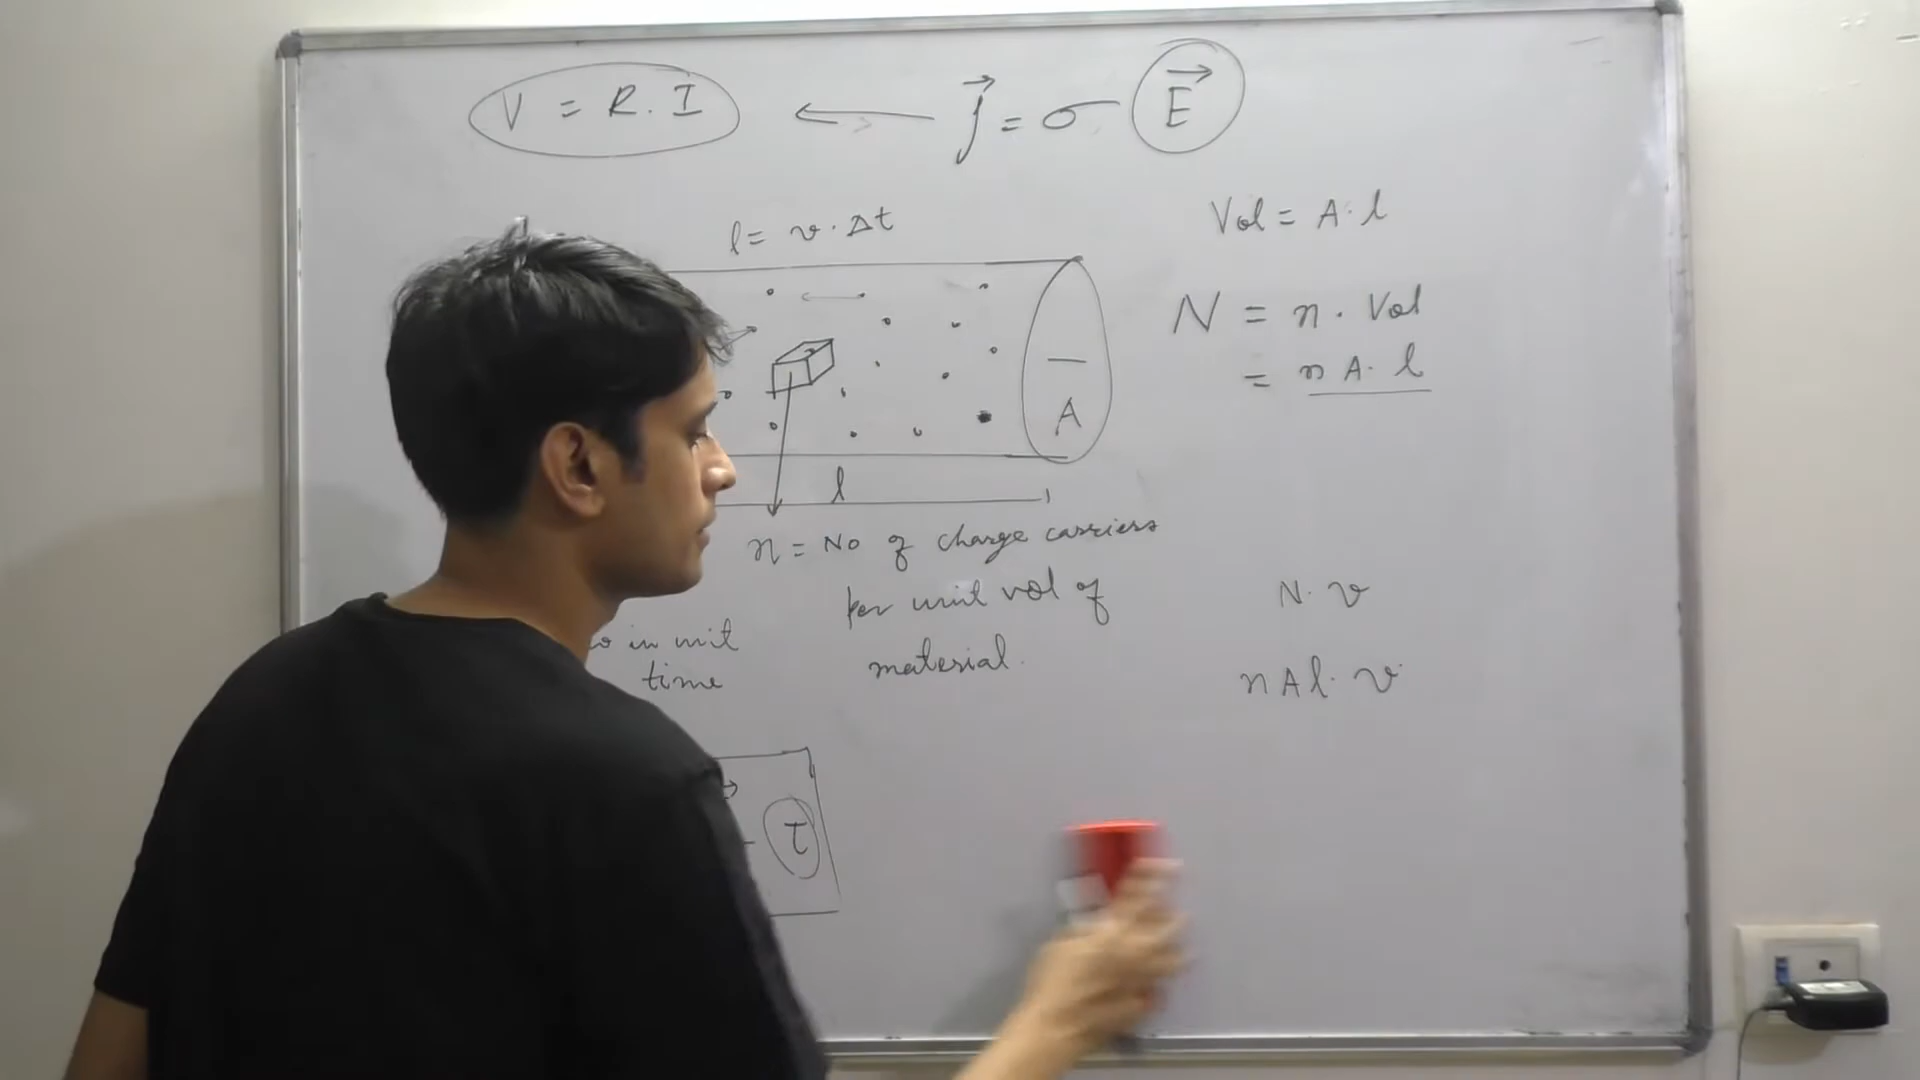 V = R. I ← j⃗ = σ E⃗
l = v . Δt
Vol = A. l
N = n . Vol
= n A. l
A
l
n = No of charge carriers
per unit vol of
material.
in unit
time
N. v
n A l. v
τ